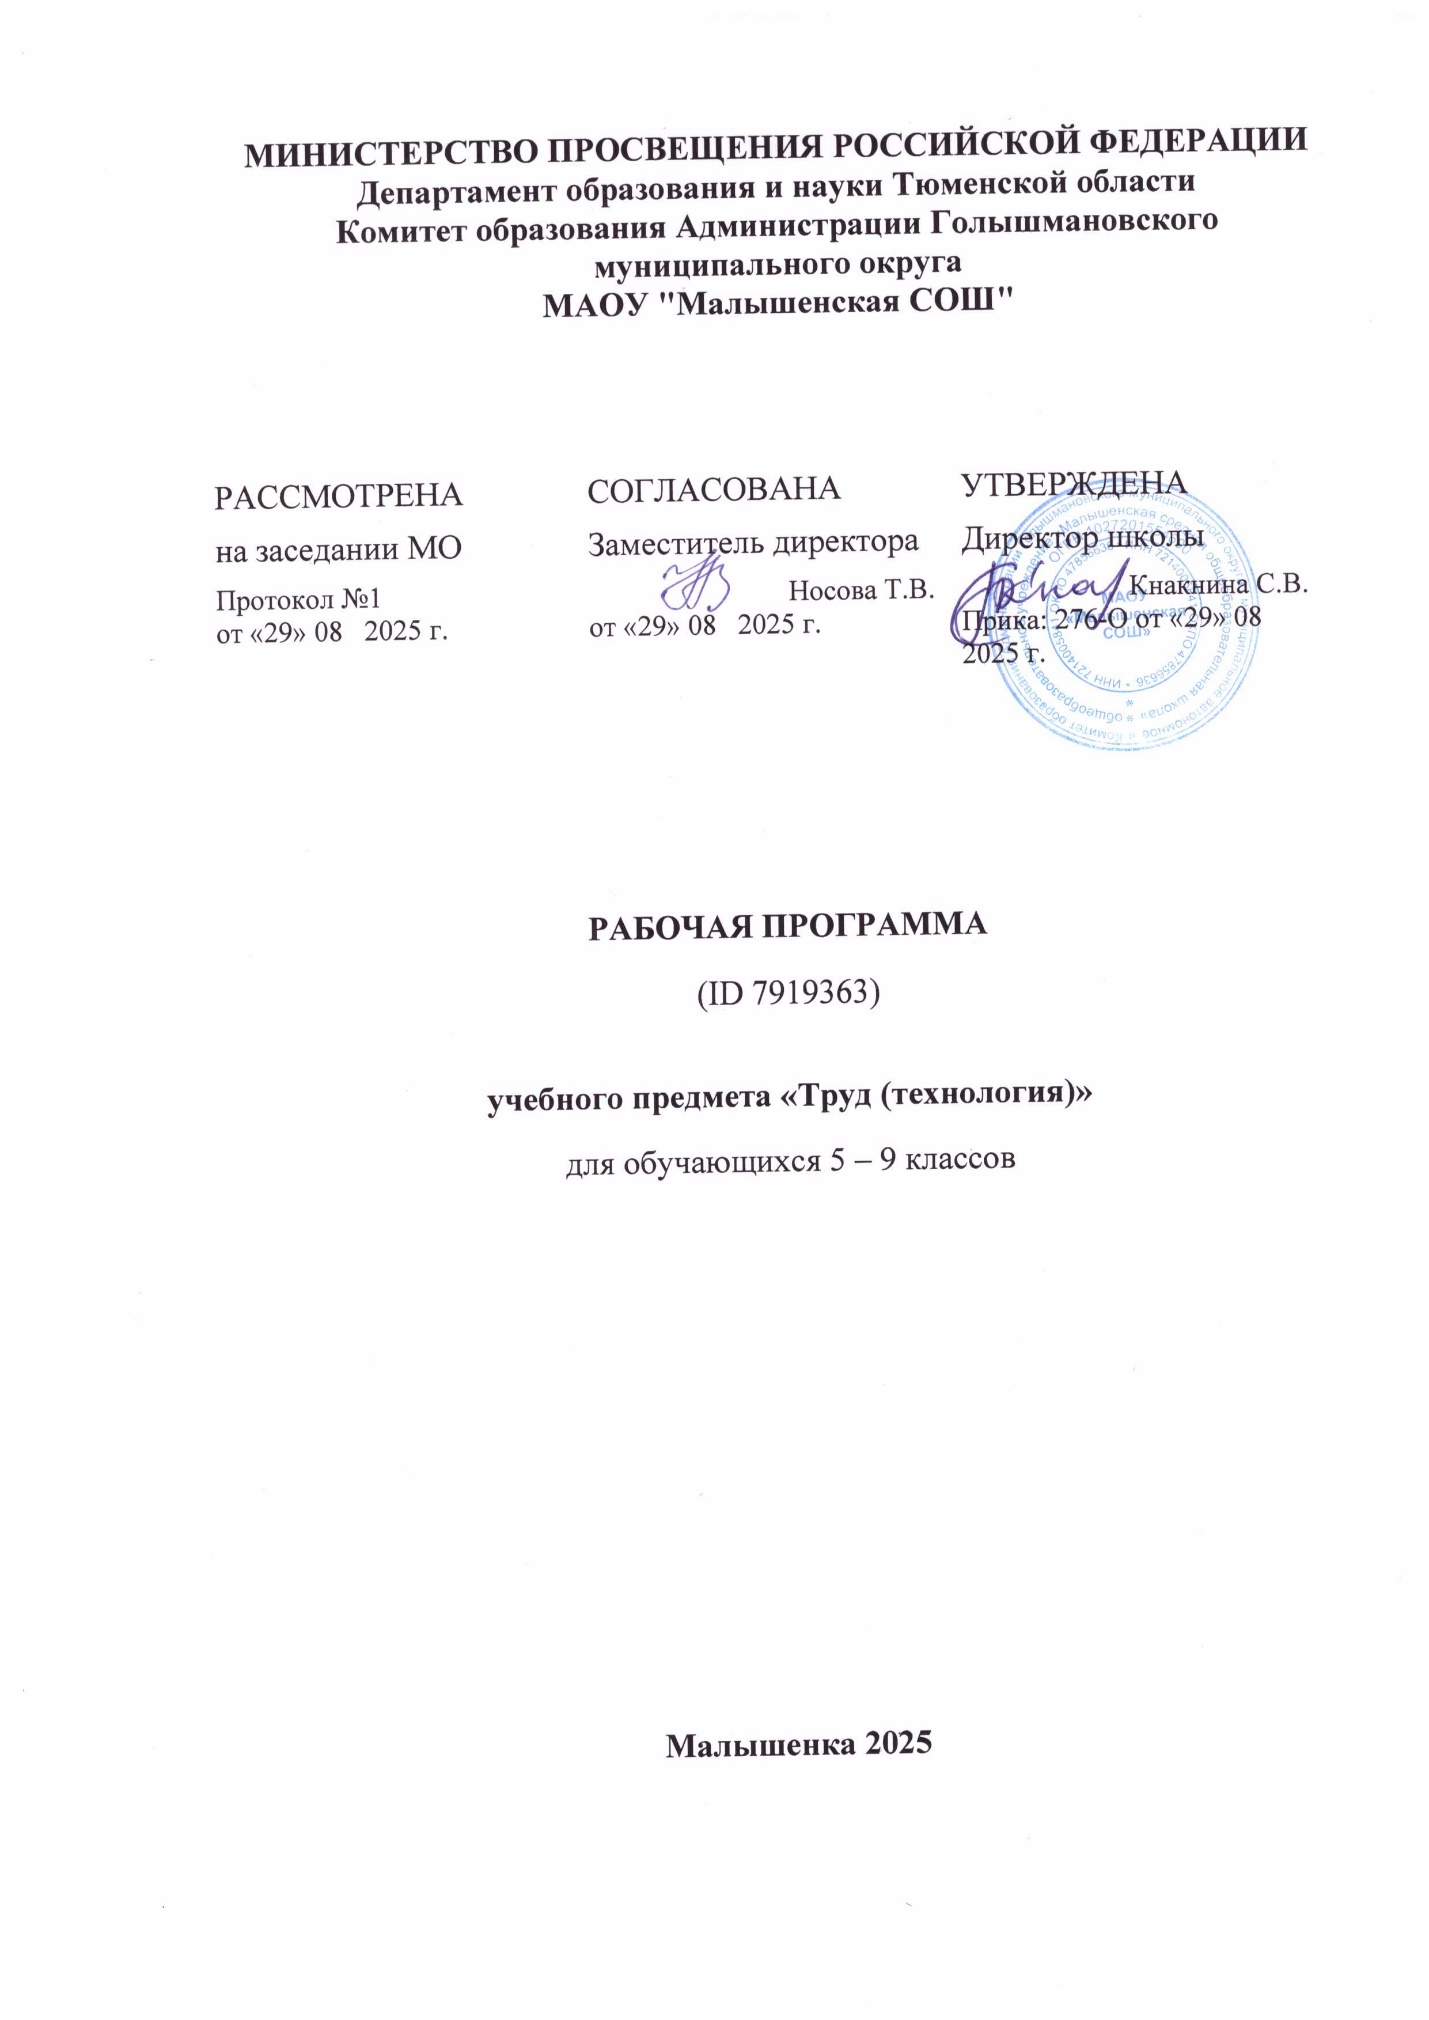 МИНИСТЕРСТВО ПРОСВЕЩЕНИЯ РОССИЙСКОЙ ФЕДЕРАЦИИ
Департамент образования и науки Тюменской области
Комитет образования Администрации Голышмановского
муниципального округа
МАОУ "Малышенская СОШ"
РАССМОТРЕНА
на заседании МО
Протокол №1
от «29» 08 2025 г.
СОГЛАСОВАНА
Заместитель директора
Носова Т.В.
от «29» 08 2025 г.
УТВЕРЖДЕНА
Директор школы
Кнакнина С.В.
Прика: 276-О от «29» 08
2025 г.
МАОУ
«Малышенская
СОШ»
РАБОЧАЯ ПРОГРАММА
(ID 7919363)
учебного предмета «Труд (технология)»
для обучающихся 5 – 9 классов
Малышенка 2025